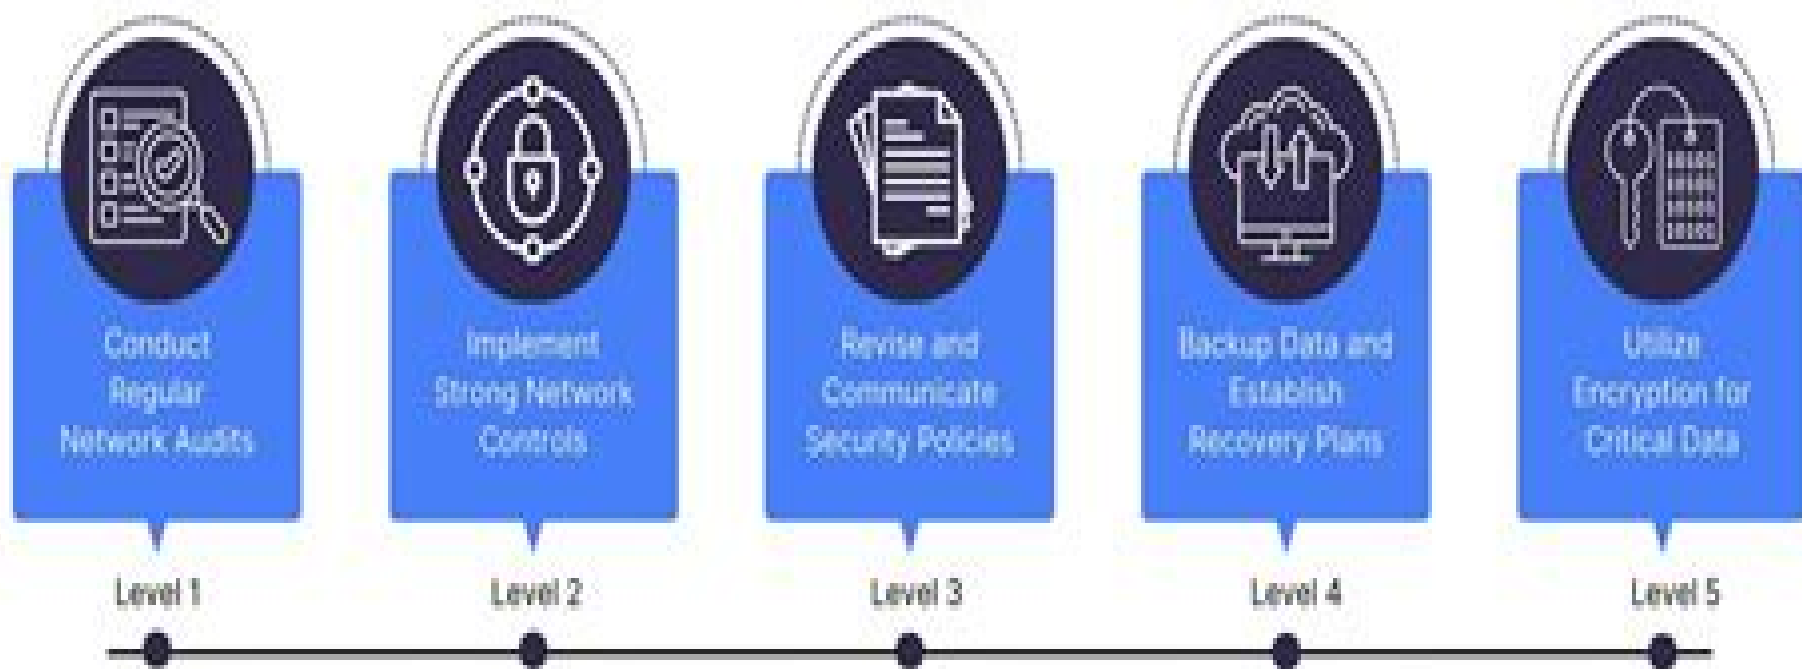 Conduct
Regular
Network Audits
Level 1
Implement
Strong Network
Controls
Level 2
Revise and
Communicate
Security Policies
Level 3
Backup Data and
Establish
Recovery Plans
Level 4
Utilize
Encryption for
Critical Data
Level 5